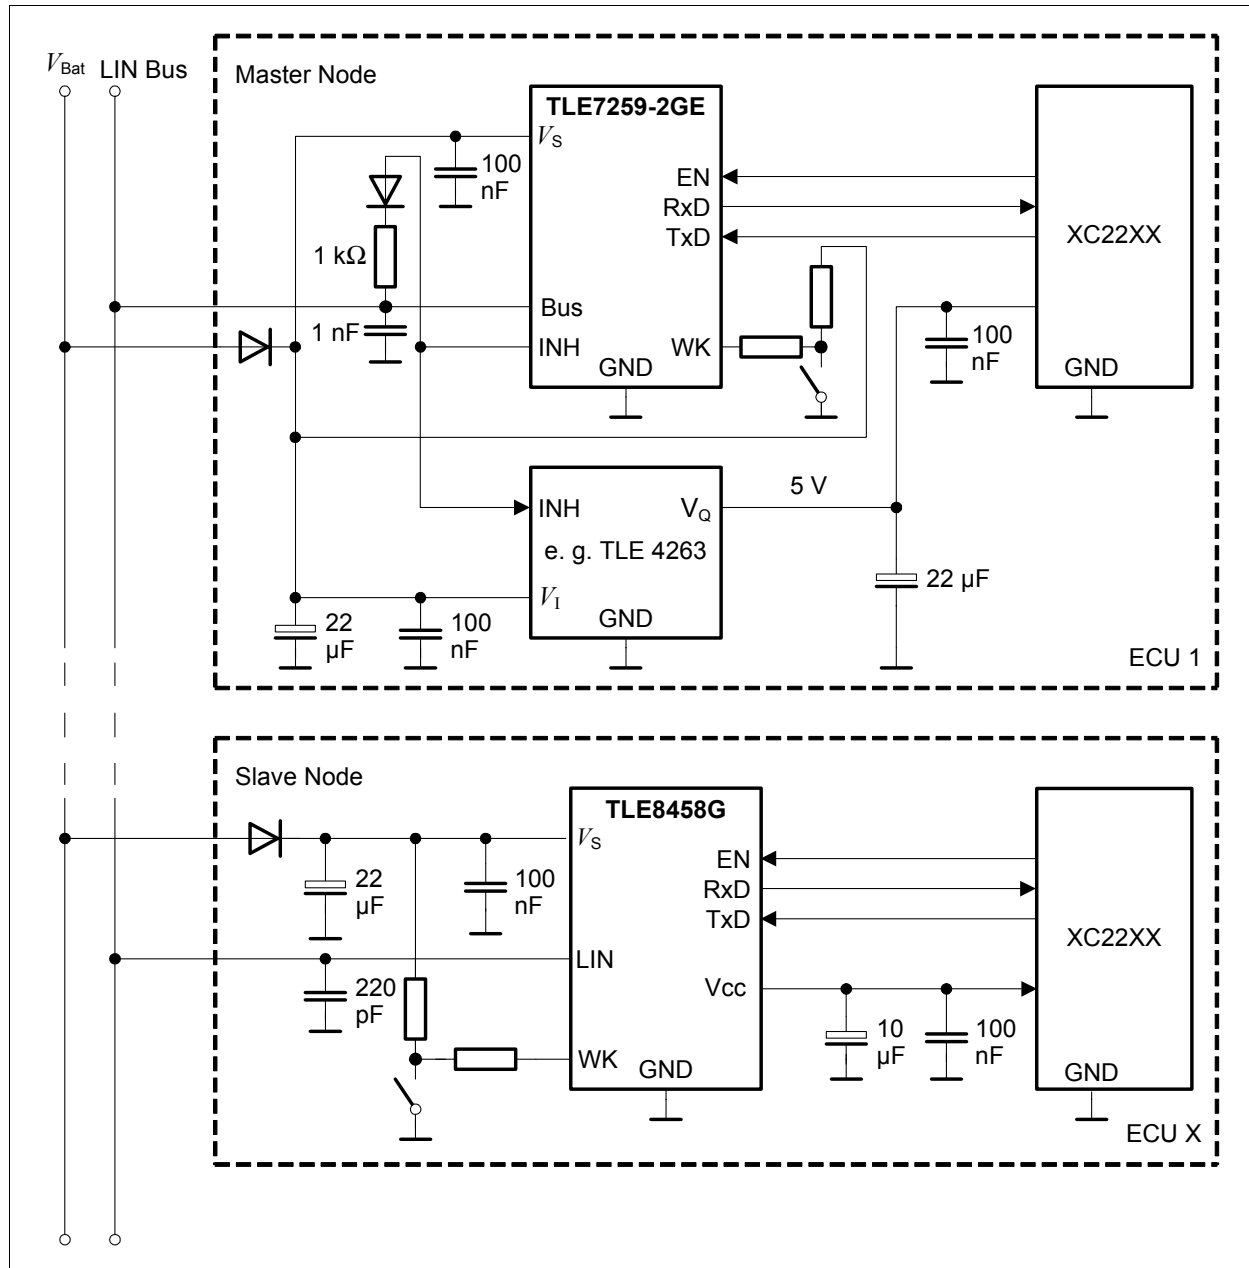 V_Bat LIN Bus
Master Node
TLE7259-2GE
V_S
100
nF
EN
RxD
TxD
XC22XX
1 kΩ
Bus
1 nF
INH
WK
GND
100
nF
GND
5 V
INH
V_Q
e. g. TLE 4263
22 µF
V_I
GND
22
µF
100
nF
ECU 1
Slave Node
TLE8458G
V_S
EN
22
µF
100
nF
RxD
TxD
XC22XX
LIN
220
pF
Vcc
10
µF
100
nF
WK
GND
GND
ECU X